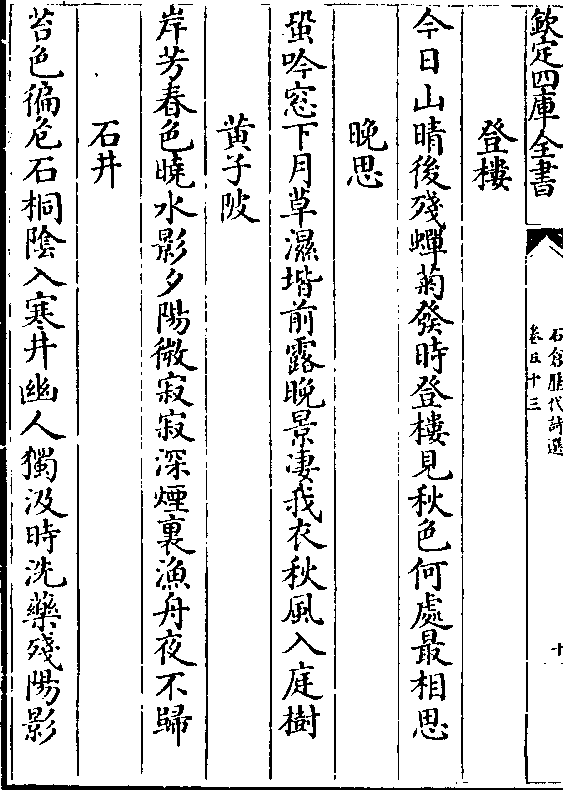 欽定四庫全書
石倉歴代詩選
卷五十三
十
登樓
今日山晴後殘蟬菊發時登樓見秋色何處最相思
晚思
蛩吟窓下月草濕堦前露晚景凄我衣秋風入庭樹
黄子陂
岸芳春色曉水影夕陽微寂寂深煙裏漁舟夜不歸
石井
苔色徧危石桐陰入寒井幽人獨汲時洗藥殘陽影